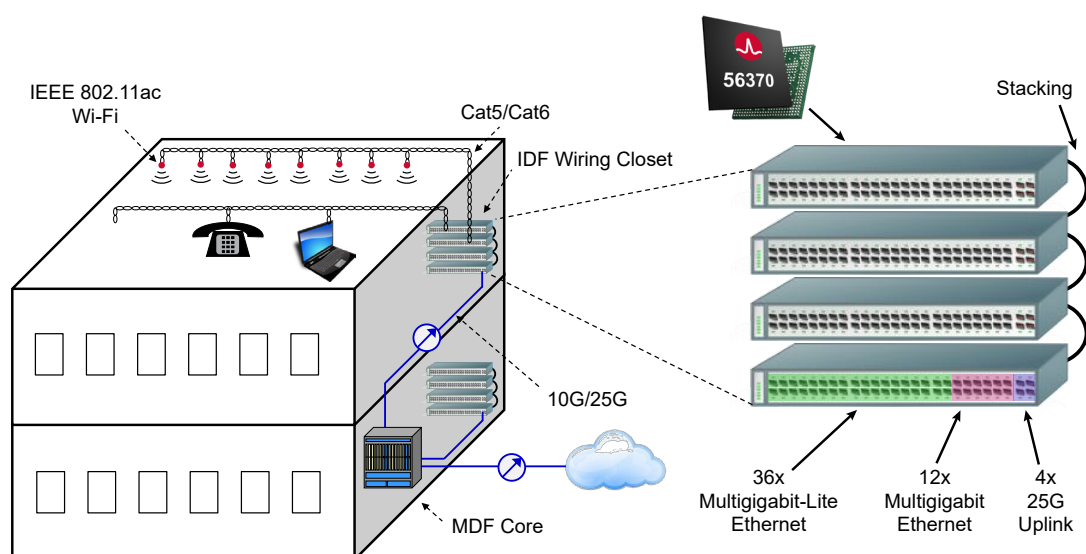 56370
Stacking
IEEE 802.11ac
Wi-Fi
Cat5/Cat6
IDF Wiring Closet
10G/25G
MDF Core
36x
Multigigabit-Lite
Ethernet
12x
Multigigabit
Ethernet
4x
25G
Uplink